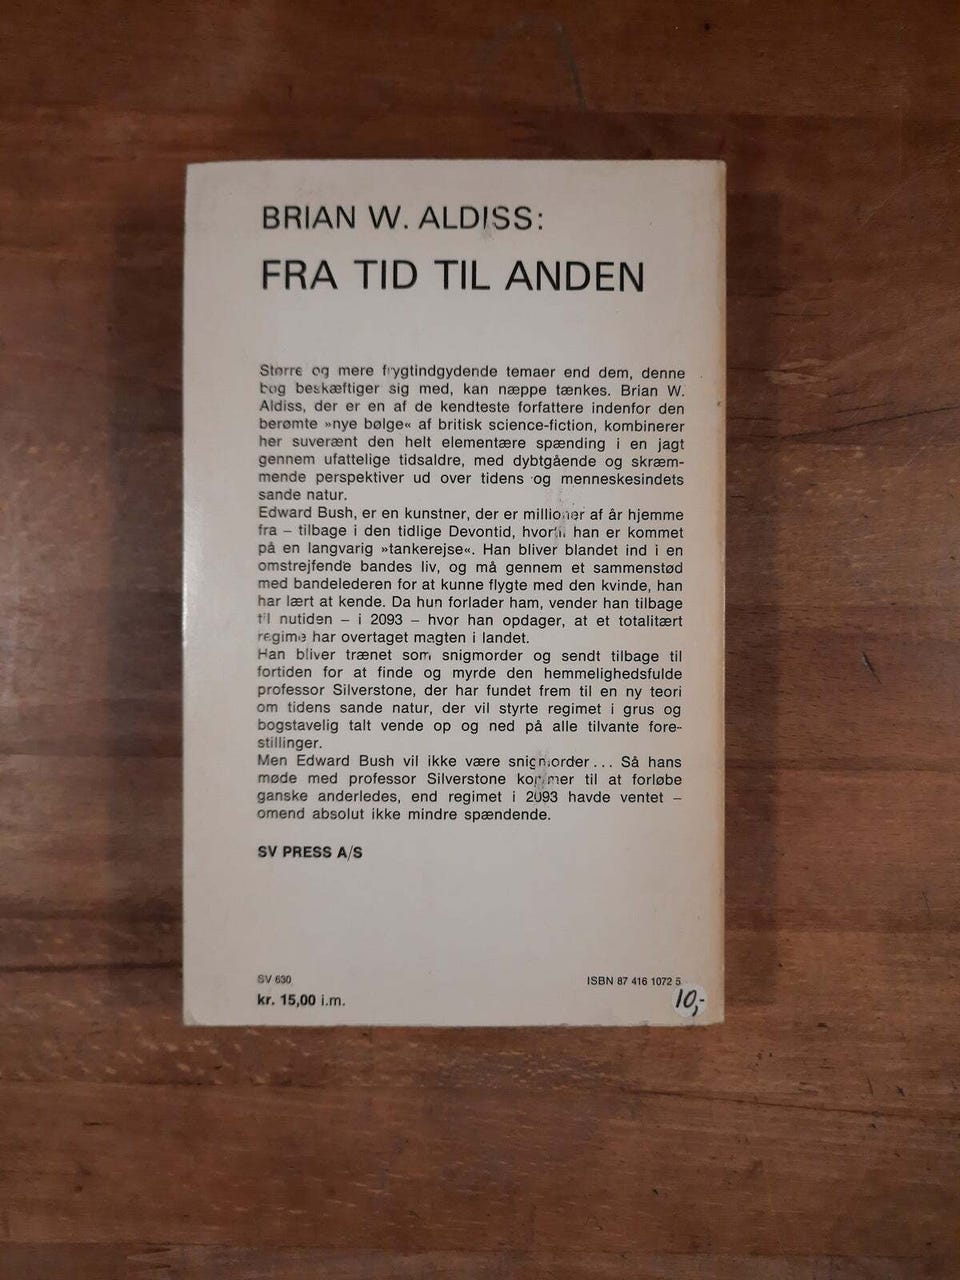 BRIAN W. ALDISS:
FRA TID TIL ANDEN
Større og mere frygtindgydende temaer end dem, denne
bog beskæftiger sig med, kan næppe tænkes. Brian W.
Aldiss, der er en af de kendteste forfattere indenfor den
berømte »nye bølge« af britisk science-fiction, kombinerer
her suverænt den helt elementære spænding i en jagt
gennem ufattelige tidsaldre, med dybtgående og skræm-
mende perspektiver ud over tidens og menneskesindets
sande natur.
Edward Bush, er en kunstner, der er millioner af år hjemme
fra – tilbage i den tidlige Devontid, hvortil han er kommet
på en langvarig »tankerejse«. Han bliver blandet ind i en
omstrejfende bandes liv, og må gennem et sammenstød
med bandelederen for at kunne flygte med den kvinde, han
har lært at kende. Da hun forlader ham, vender han tilbage
til nutiden – i 2093 – hvor han opdager, at et totalitært
regime har overtaget magten i landet.
Han bliver trænet som snigmorder og sendt tilbage til
fortiden for at finde og myrde den hemmelighedsfulde
professor Silverstone, der har fundet frem til en ny teori
om tidens sande natur, der vil styrte regimet i grus og
bogstavelig talt vende op og ned på alle tilvante fore-
stillinger.
Men Edward Bush vil ikke være snigmorder... Så hans
møde med professor Silverstone kommer til at forløbe
ganske anderledes, end regimet i 2093 havde ventet –
omend absolut ikke mindre spændende.
SV PRESS A/S
SV 630
ISBN 87 416 1072 5
kr. 15,00 i.m.
10,-